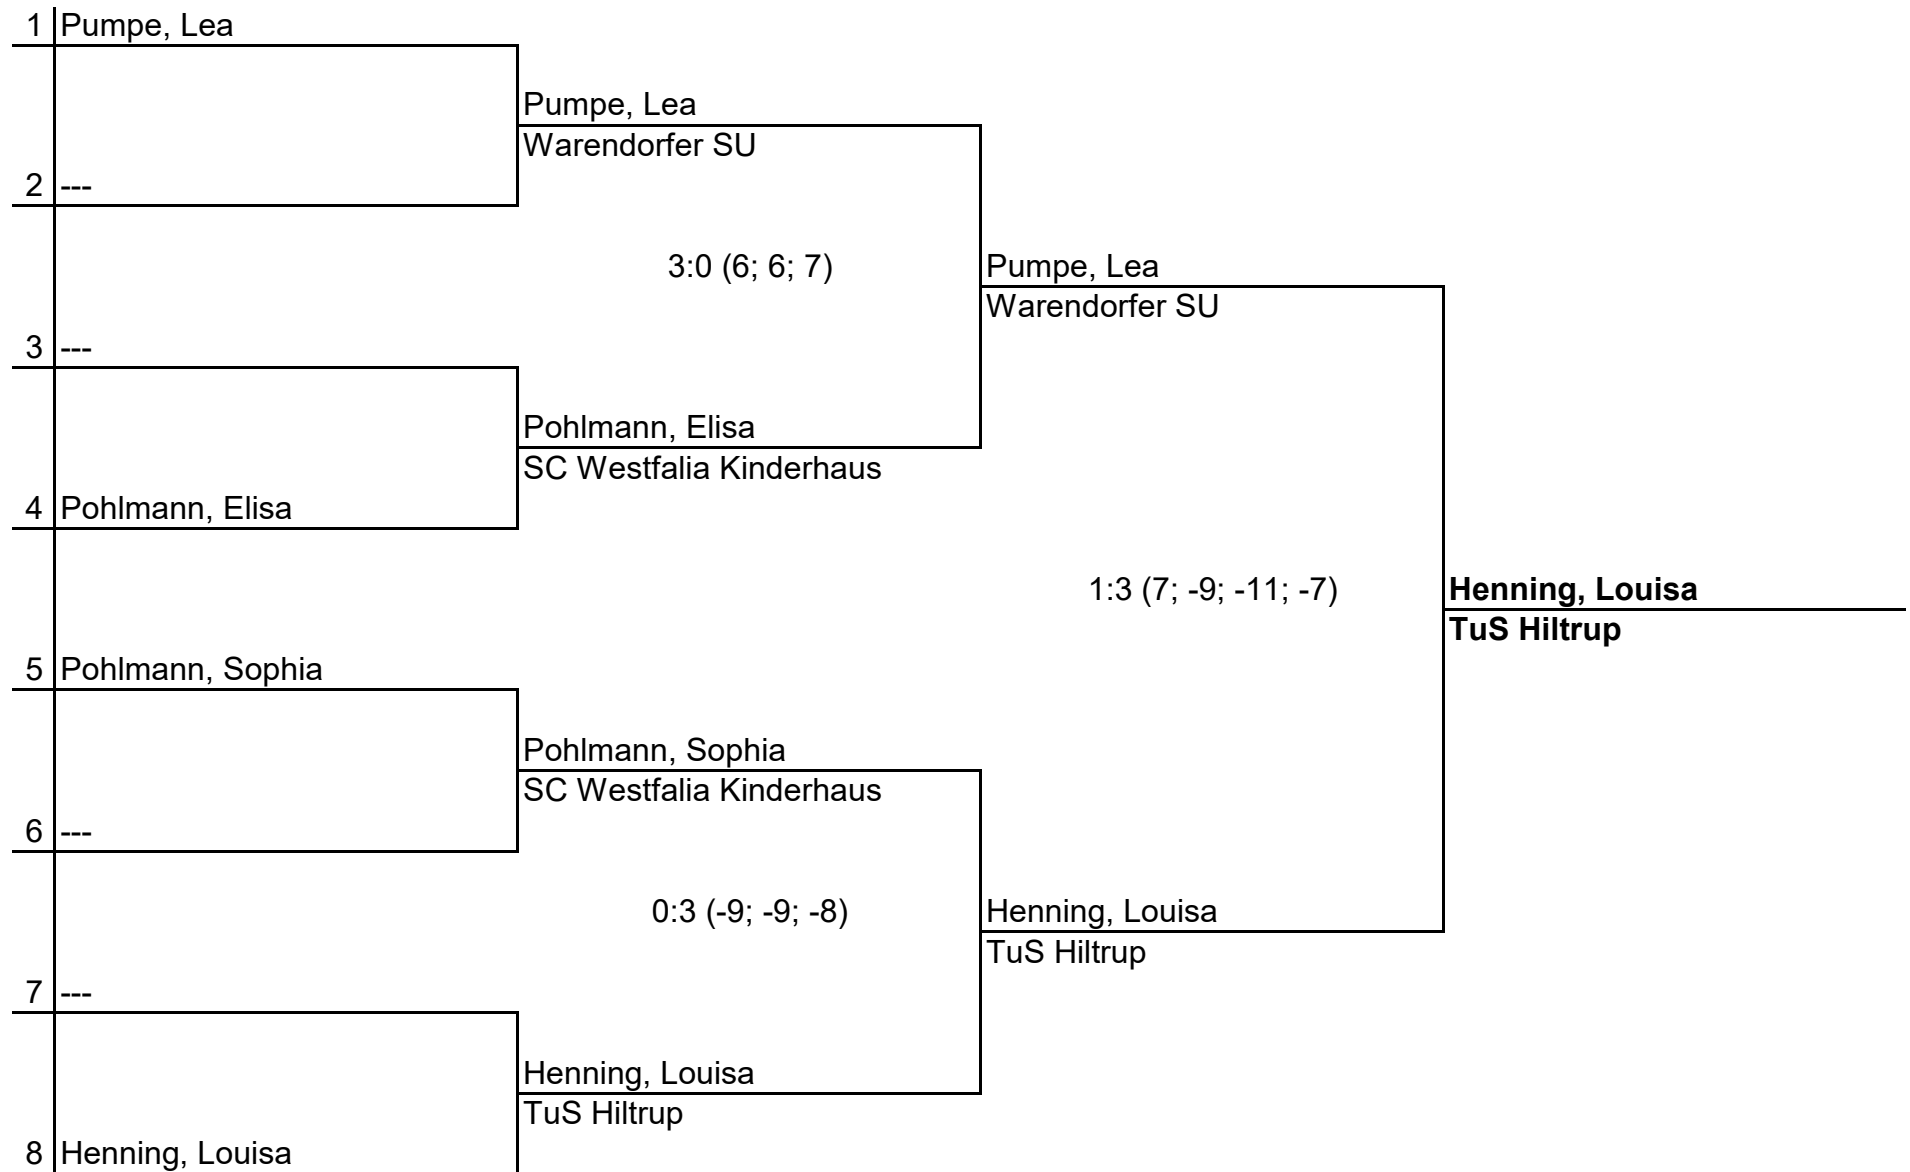 1 Pumpe, Lea
Pumpe, Lea
Warendorfer SU
2 ---
3:0 (6; 6; 7)
Pumpe, Lea
Warendorfer SU
3 ---
Pohlmann, Elisa
SC Westfalia Kinderhaus
4 Pohlmann, Elisa
1:3 (7; -9; -11; -7)
Henning, Louisa
TuS Hiltrup
5 Pohlmann, Sophia
Pohlmann, Sophia
SC Westfalia Kinderhaus
6 ---
0:3 (-9; -9; -8)
Henning, Louisa
TuS Hiltrup
7 ---
Henning, Louisa
TuS Hiltrup
8 Henning, Louisa